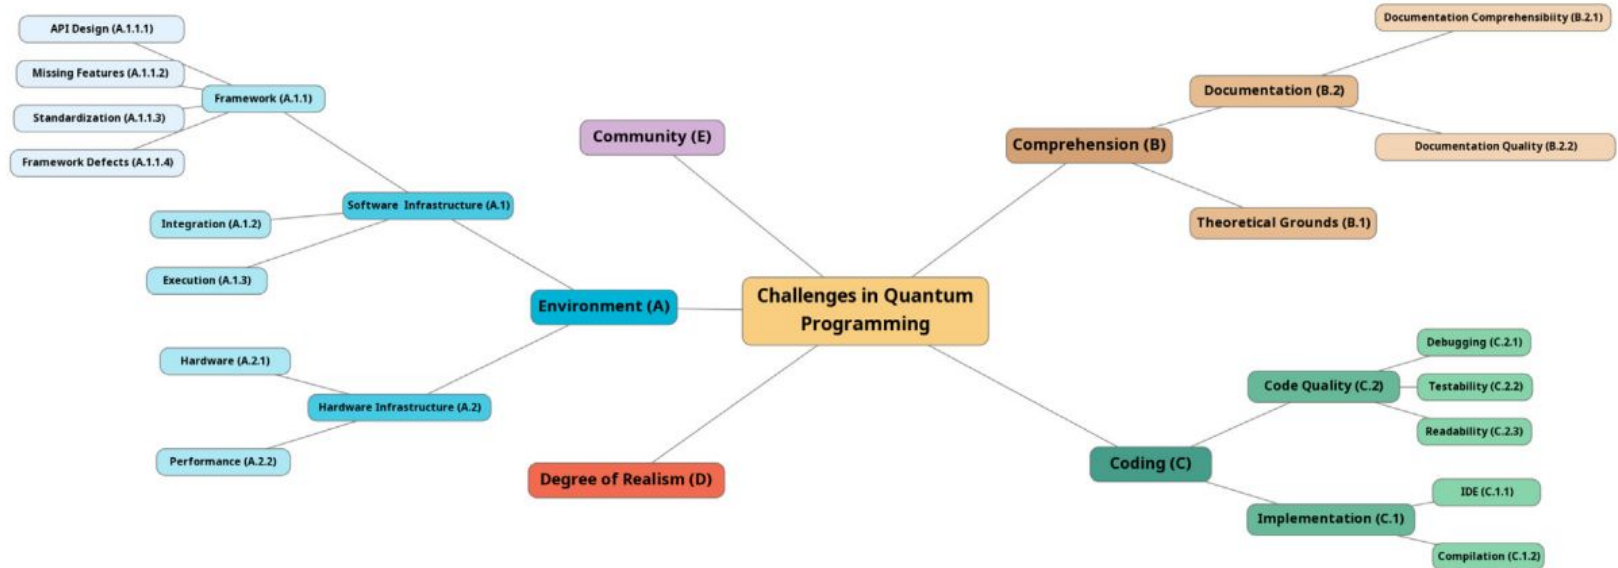 API Design (A.1.1.1)
Missing Features (A.1.1.2)
Framework (A.1.1)
Standardization (A.1.1.3)
Framework Defects (A.1.1.4)
Software  Infrastructure (A.1)
Integration (A.1.2)
Execution (A.1.3)
Environment (A)
Hardware (A.2.1)
Hardware Infrastructure (A.2)
Performance (A.2.2)
Community (E)
Challenges in Quantum
Programming
Degree of Realism (D)
Documentation Comprehensibiity (B.2.1)
Documentation (B.2)
Comprehension (B)
Documentation Quality (B.2.2)
Theoretical Grounds (B.1)
Debugging (C.2.1)
Code Quality (C.2)
Testability (C.2.2)
Readability (C.2.3)
Coding (C)
IDE (C.1.1)
Implementation (C.1)
Compilation (C.1.2)